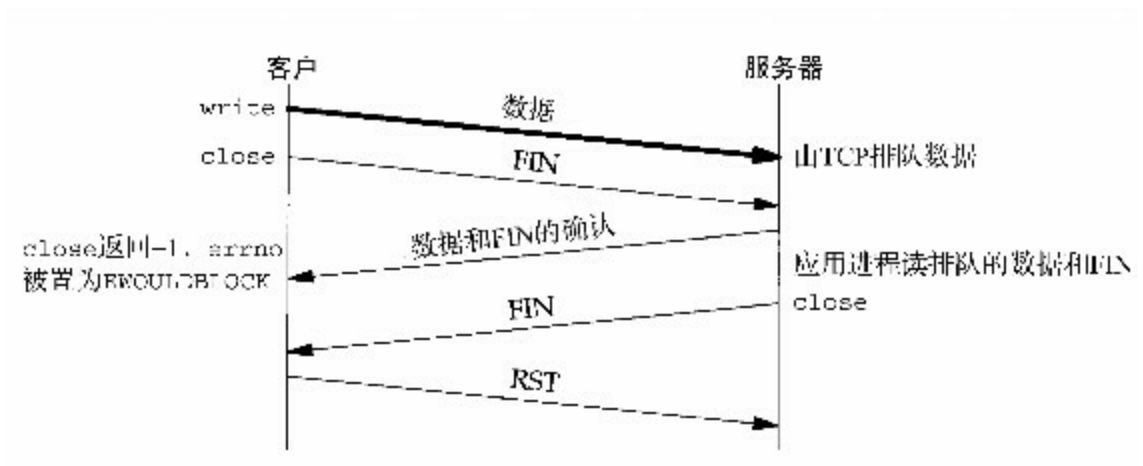 客户
服务器
write
数据
close
由TCP排队数据
FIN
数据和FIN的确认
close返回-1, errno
被置为EWOULDBLOCK
应用进程读排队的数据和FIN
close
FIN
RST